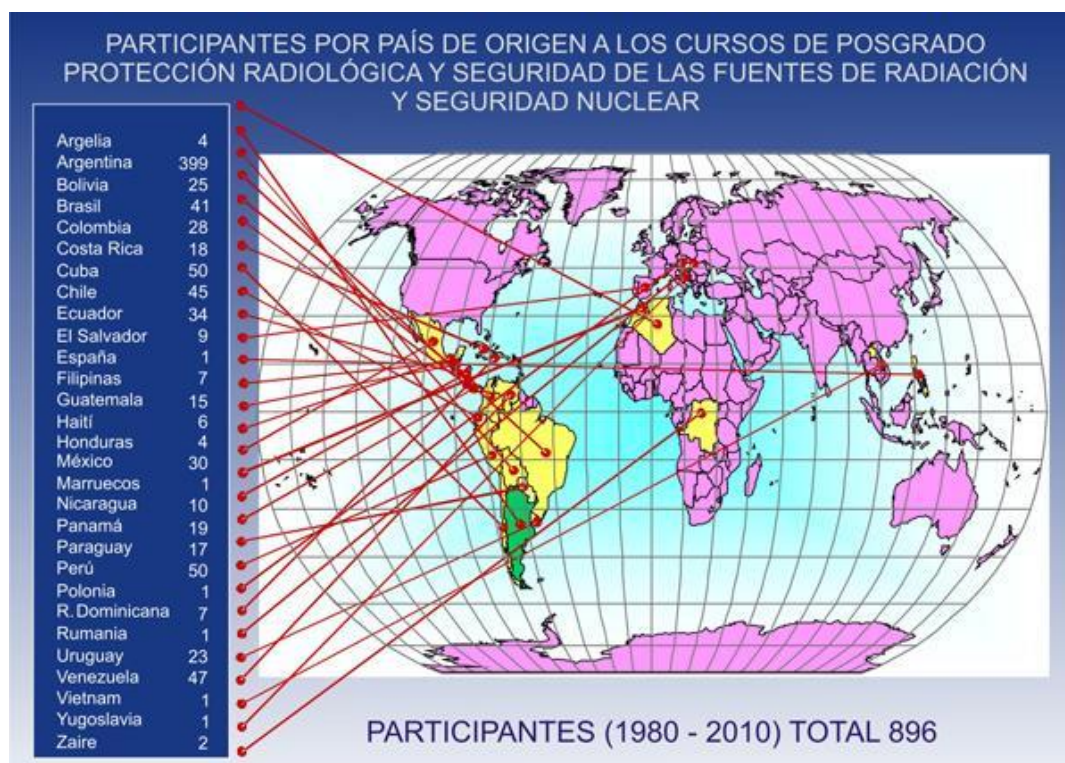 PARTICIPANTES POR PAÍS DE ORIGEN A LOS CURSOS DE POSGRADO
PROTECCIÓN RADIOLÓGICA Y SEGURIDAD DE LAS FUENTES DE RADIACIÓN
Y SEGURIDAD NUCLEAR
Argelia 4
Argentina 399
Bolivia 25
Brasil 41
Colombia 28
Costa Rica 18
Cuba 50
Chile 45
Ecuador 34
El Salvador 9
España 1
Filipinas 7
Guatemala 15
Haití 6
Honduras 4
México 30
Marruecos 1
Nicaragua 10
Panamá 19
Paraguay 17
Perú 50
Polonia 1
R. Dominicana 7
Rumania 1
Uruguay 23
Venezuela 47
Vietnam 1
Yugoslavia 1
Zaire 2
PARTICIPANTES (1980 - 2010) TOTAL 896